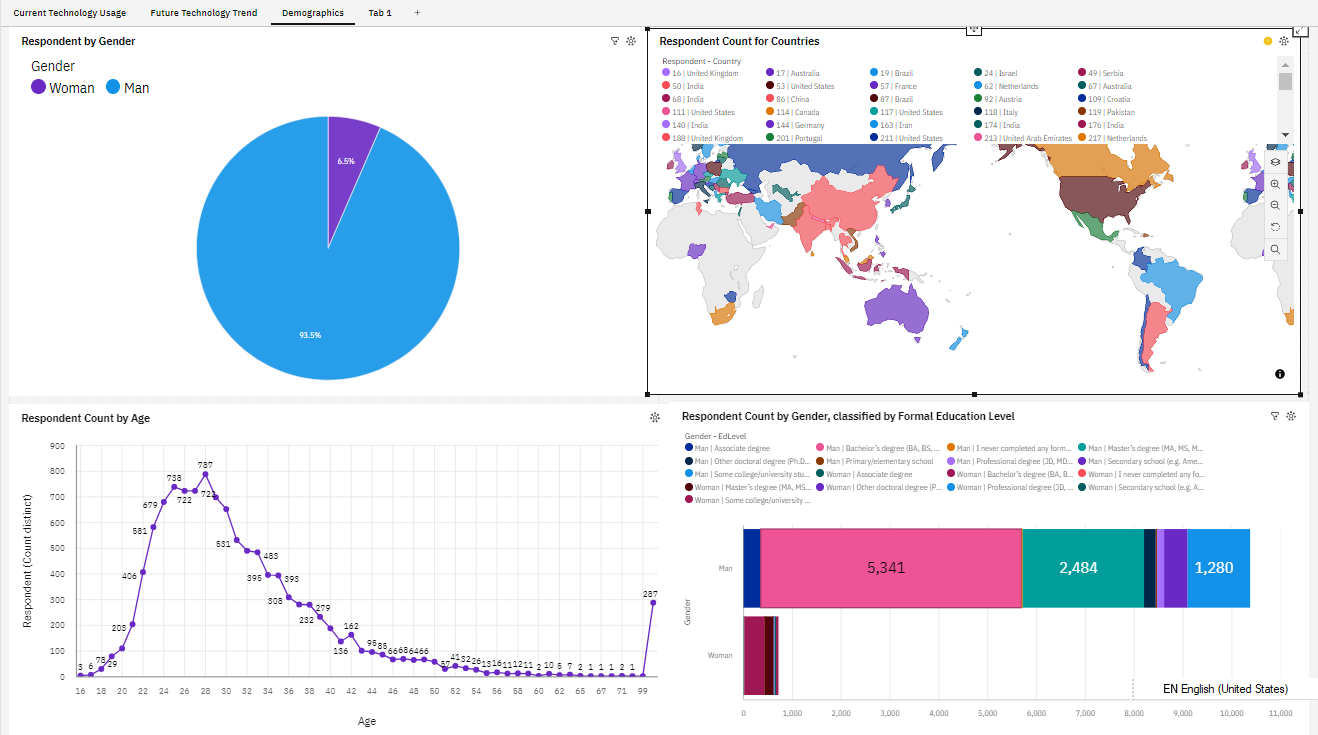 Current Technology Usage Future Technology Trend Demographics Tab 1 +
Respondent by Gender
Gender
Woman Man
6.5%
93.5%
Respondent Count for Countries
Respondent - Country
16 | United Kingdom 17 | Australia 19 | Brazil 24 | Israel 49 | Serbia
50 | India 53 | United States 57 | France 62 | Netherlands 67 | Australia
68 | India 86 | China 87 | Brazil 92 | Austria 109 | Croatia
111 | United States 114 | Canada 117 | United States 118 | Italy 119 | Pakistan
140 | India 144 | Germany 163 | Iran 174 | India 176 | India
188 | United Kingdom 201 | Portugal 211 | United States 213 | United Arab Emirates 217 | Netherlands
Respondent Count by Age
Respondent (Count distinct)
900
800
700
600
500
400
300
200
100
0
3 6 78 29 203 406 581 679 738 722 787 722 531 483 395 393 308 279 232 136 162 95 85 66 68 64 66 57 41 32 26 13 16 11 12 11 2 10 5 7 2 1 1 1 2 1 287
16 18 20 22 24 26 28 30 32 34 36 38 40 42 44 46 48 50 52 54 56 58 60 62 65 67 71 99
Age
Respondent Count by Gender, classified by Formal Education Level
Gender - EdLevel
Man | Associate degree Man | Bachelor's degree (BA, BS, ... Man | I never completed any form... Man | Master's degree (MA, MS, M...
Man | Other doctoral degree (Ph.D... Man | Primary/elementary school Man | Professional degree (JD, MD... Man | Secondary school (e.g. Ame...
Man | Some college/university stu... Woman | Associate degree Woman | Bachelor's degree (BA, B... Woman | I never completed any fo...
Woman | Master's degree (MA, MS... Woman | Other doctoral degree (P... Woman | Professional degree (JD, ... Woman | Secondary school (e.g. A...
Woman | Some college/university ...
Gender
Man
5,341 2,484 1,280
Woman
0 1,000 2,000 3,000 4,000 5,000 6,000 7,000 8,000 9,000 10,000 11,000
EN English (United States)